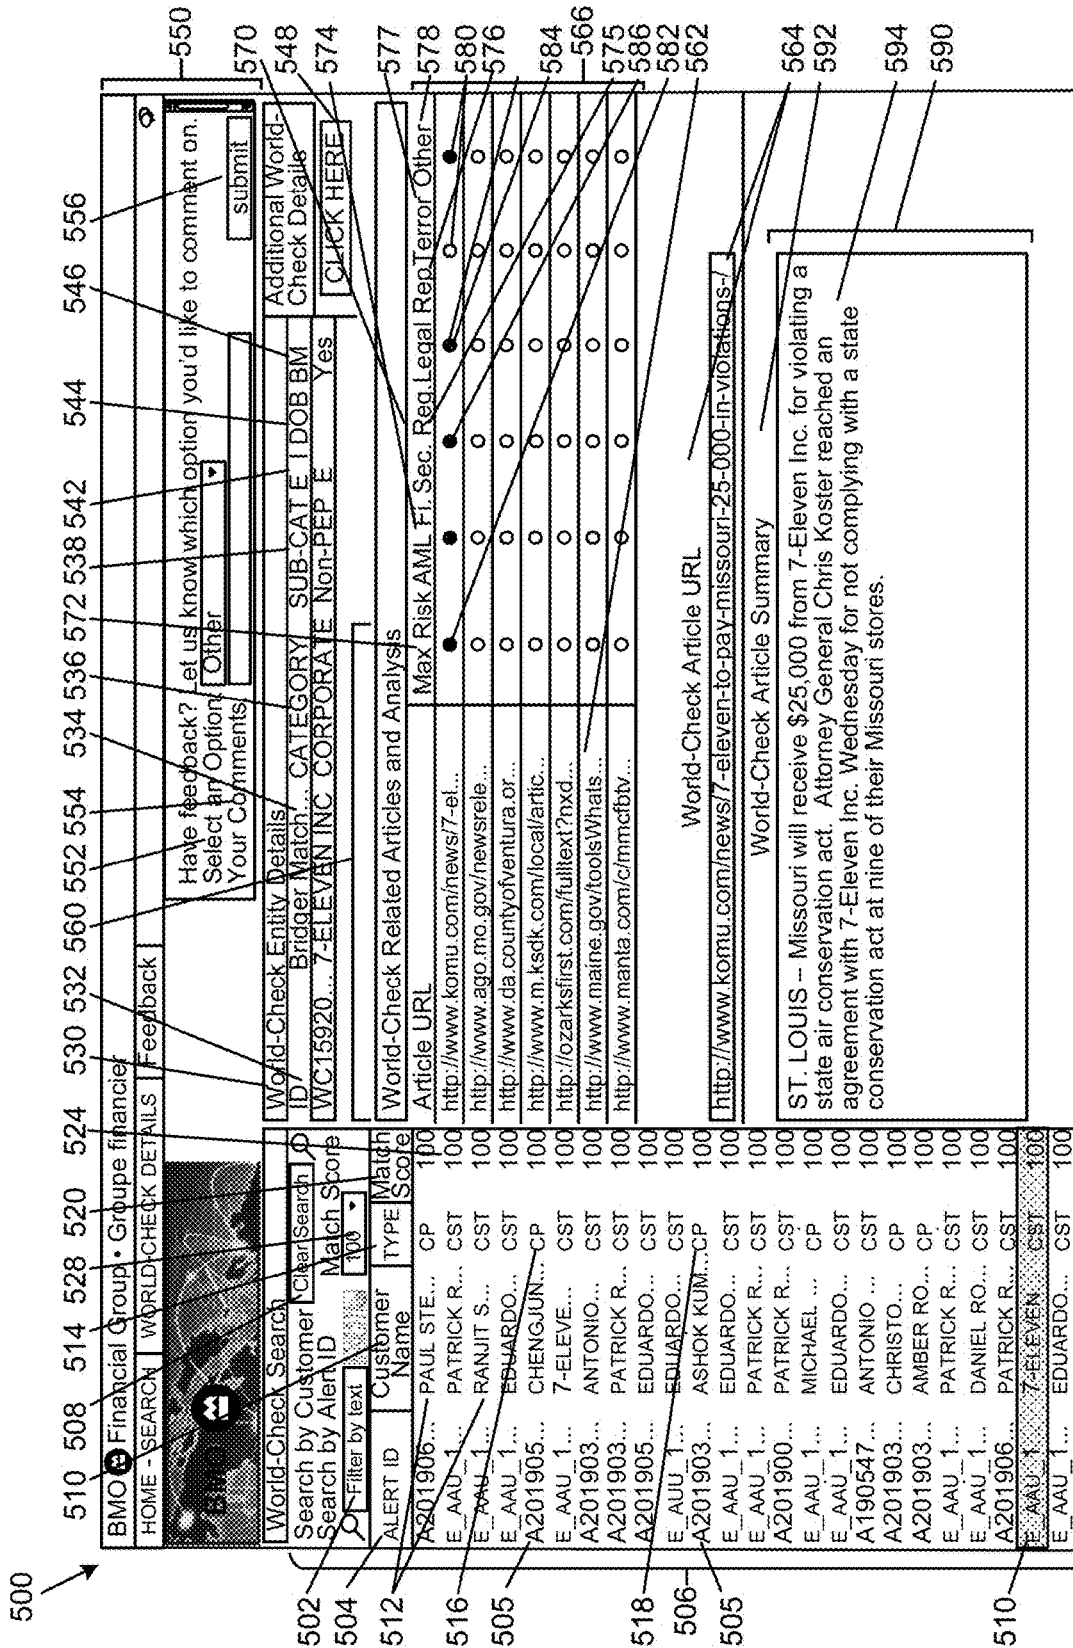 500
510 508 514 528 520 524 530 532 560 552 554 534 536 572 538 542 544 546 556
BMO Financial Group • Groupe financier
HOME – SEARCH
WORLD-CHECK DETAILS
Feedback
BMO
Have feedback? Let us know which option you'd like to comment on.
Select an Option
Other
Your Comments
submit
550
570
548
574
577
578
580
576
584
566
575
586
582
562
564
592
594
590
502
504
512
516
505
518
506
505
510
World-Check Search
Search by Customer
Clear Search
Search by Alert ID
Match Score
Filter by text
100
ALERT ID
Customer Name
TYPE
Match Score
A201906... PAUL STE... CP 100
E_AAU_1... PATRICK R... CST 100
E_AAU_1... RANJIT S... CST 100
E_AAU_1... EDUARDO... CST 100
A201905... CHENGJUN... CP 100
E_AAU_1... 7-ELEVE... CST 100
A201903... ANTONIO... CST 100
A201903... PATRICK R... CST 100
A201905... EDUARDO... CST 100
E_AUU_1... EDUARDO... CST 100
A201903... ASHOK KUM... CP 100
E_AAU_1... EDUARDO... CST 100
E_AAU_1... PATRICK R... CST 100
A201900... PATRICK R... CST 100
E_AAU_1... MICHAEL ... CP 100
E_AAU_1... EDUARDO... CST 100
A190547... ANTONIO ... CST 100
A201903... CHRISTO... CP 100
A201903... AMBER RO... CP 100
E_AAU_1... PATRICK R... CST 100
E_AAU_1... DANIEL RO... CST 100
A201906... PATRICK R... CST 100
E_AAU_1... 7-ELEVEN... CST 100
E_AAU_1... EDUARDO... CST 100
World-Check Entity Details
ID Bridger Match... CATEGORY SUB-CAT E I DOB BM
WC15920... 7-ELEVEN INC CORPORATE Non-PEP E Yes
Additional World-
Check Details
CLICK HERE
World-Check Related Articles and Analysis
Article URL Max Risk AML Fi. Sec. Reg. Legal Rep Terror Other
http://www.komu.com/news/7-el...
http://www.ago.mo.gov/newsrele...
http://www.da.countyofventura.or...
http://www.m.ksdk.com/local/artic...
http://ozarksfirst.com/fulltext?nxd...
http://www.maine.gov/toolsWhats...
http://www.manta.com/c/mmcfbtv...
World-Check Article URL
http://www.komu.com/news/7-eleven-to-pay-missouri-25-000-in-violations-/
World-Check Article Summary
ST. LOUIS – Missouri will receive $25,000 from 7-Eleven Inc. for violating a
state air conservation act. Attorney General Chris Koster reached an
agreement with 7-Eleven Inc. Wednesday for not complying with a state
conservation act at nine of their Missouri stores.